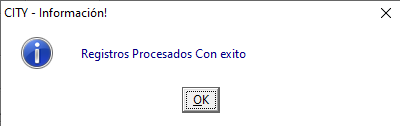 CITY - Información!
Registros Procesados Con exito
OK